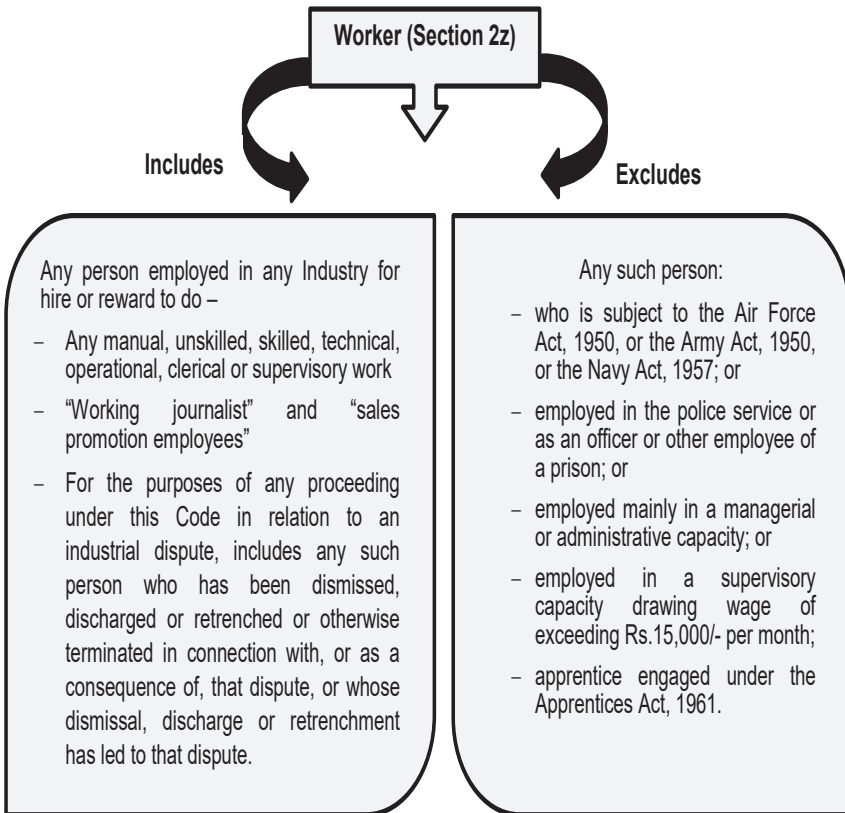 Worker (Section 2z)
Includes
Excludes
Any person employed in any Industry for
hire or reward to do –
– Any manual, unskilled, skilled, technical,
operational, clerical or supervisory work
– “Working journalist” and “sales
promotion employees”
– For the purposes of any proceeding
under this Code in relation to an
industrial dispute, includes any such
person who has been dismissed,
discharged or retrenched or otherwise
terminated in connection with, or as a
consequence of, that dispute, or whose
dismissal, discharge or retrenchment
has led to that dispute.
Any such person:
– who is subject to the Air Force
Act, 1950, or the Army Act, 1950,
or the Navy Act, 1957; or
– employed in the police service or
as an officer or other employee of
a prison; or
– employed mainly in a managerial
or administrative capacity; or
– employed in a supervisory
capacity drawing wage of
exceeding Rs.15,000/- per month;
– apprentice engaged under the
Apprentices Act, 1961.